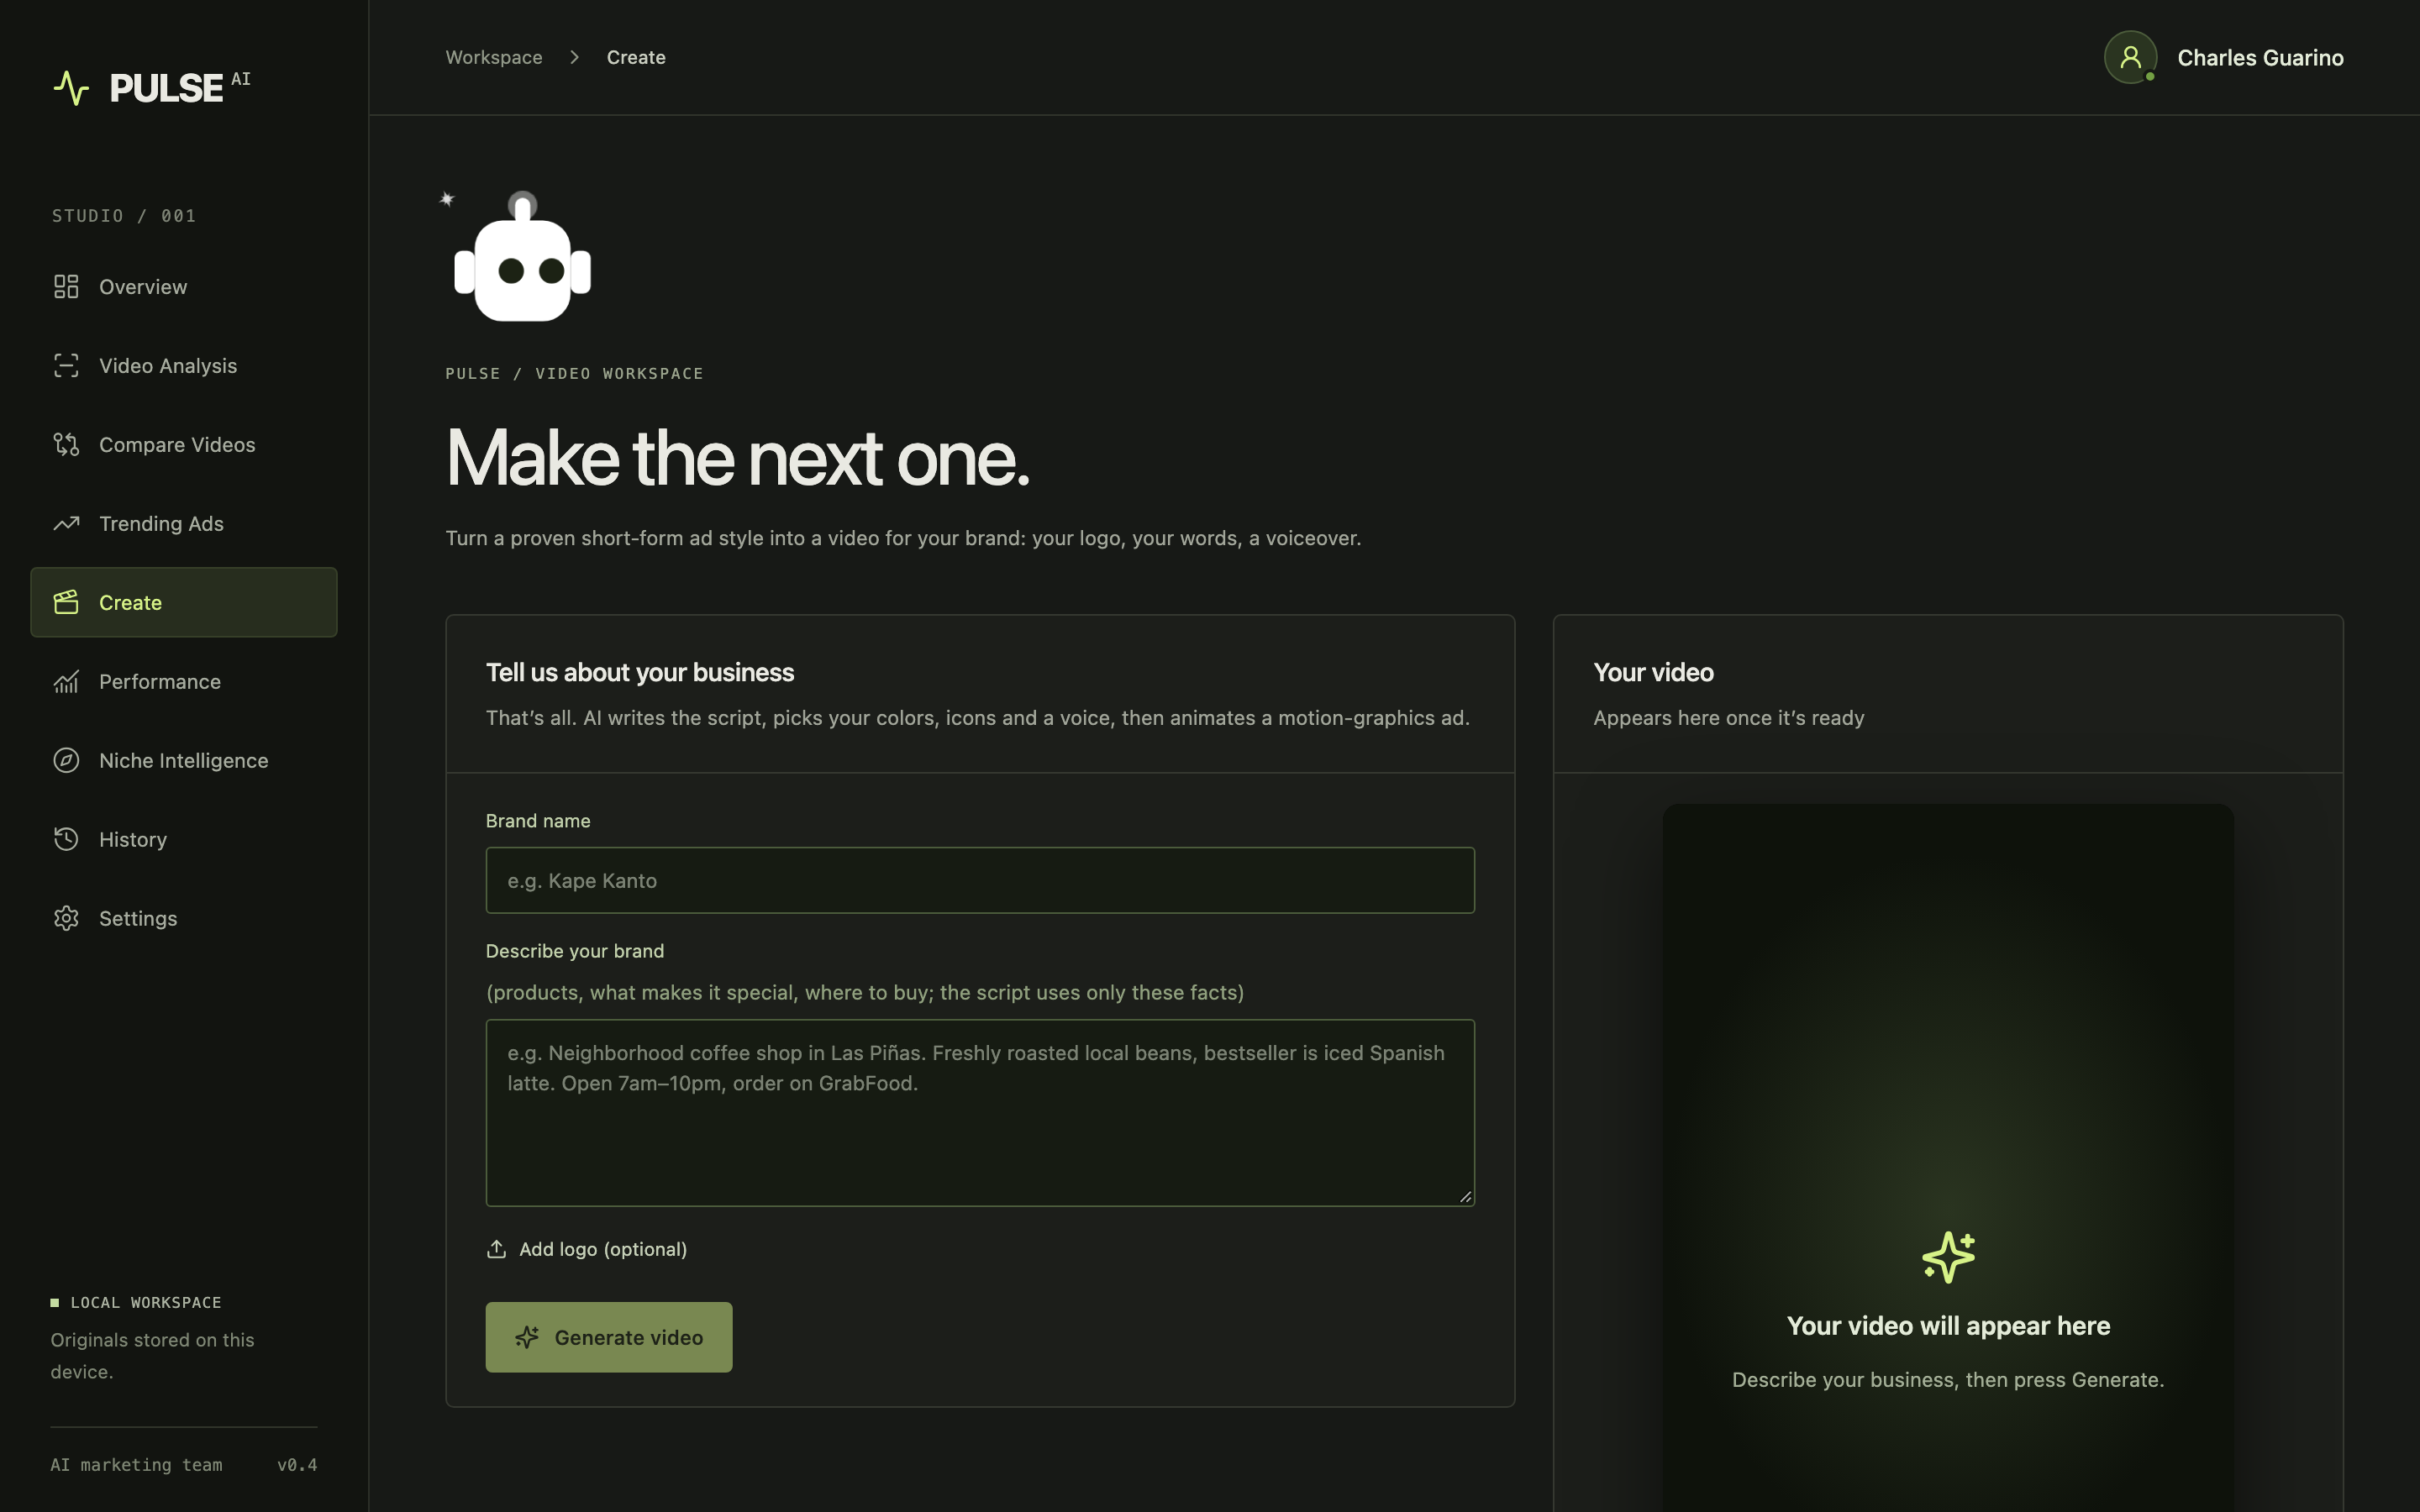 PULSE AI
STUDIO / 001
Overview
Video Analysis
Compare Videos
Trending Ads
Create
Performance
Niche Intelligence
History
Settings
LOCAL WORKSPACE
Originals stored on this
device.
AI marketing team v0.4
Workspace > Create
Charles Guarino
PULSE / VIDEO WORKSPACE
Make the next one.
Turn a proven short-form ad style into a video for your brand: your logo, your words, a voiceover.
Tell us about your business
That’s all. AI writes the script, picks your colors, icons and a voice, then animates a motion-graphics ad.
Brand name
e.g. Kape Kanto
Describe your brand
(products, what makes it special, where to buy; the script uses only these facts)
e.g. Neighborhood coffee shop in Las Piñas. Freshly roasted local beans, bestseller is iced Spanish
latte. Open 7am–10pm, order on GrabFood.
Add logo (optional)
Generate video
Your video
Appears here once it’s ready
Your video will appear here
Describe your business, then press Generate.